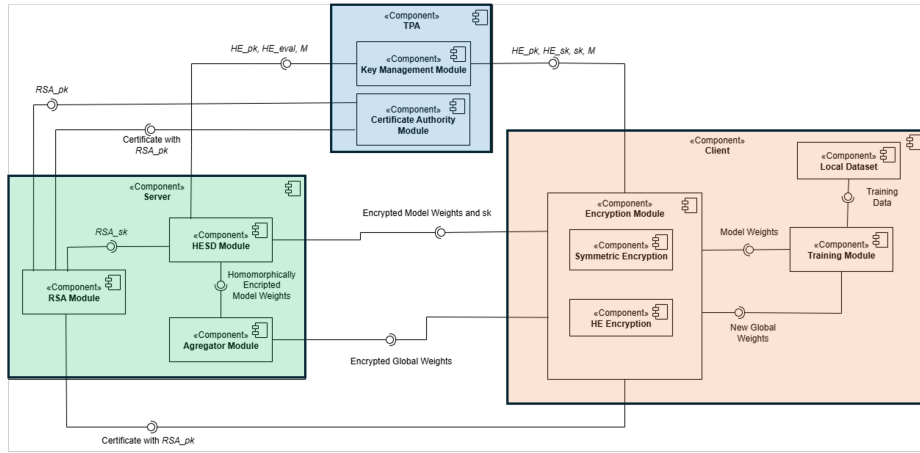 «Component»
TPA
HE_pk, HE_eval, M
HE_pk, HE_sk, sk, M
«Component»
Key Management Module
RSA_pk
«Component»
Certificate Authority
Module
Certificate with
RSA_pk
«Component»
Client
«Component»
Local Dataset
Training
Data
«Component»
Server
«Component»
Encryption Module
Encrypted Model Weights and sk
RSA_sk
«Component»
HESD Module
«Component»
Symmetric Encryption
Model Weights
«Component»
Training Module
Homomorphically
Encripted
Model Weights
«Component»
RSA Module
«Component»
HE Encryption
«Component»
Agregator Module
New Global
Weights
Encrypted Global Weights
Certificate with RSA_pk